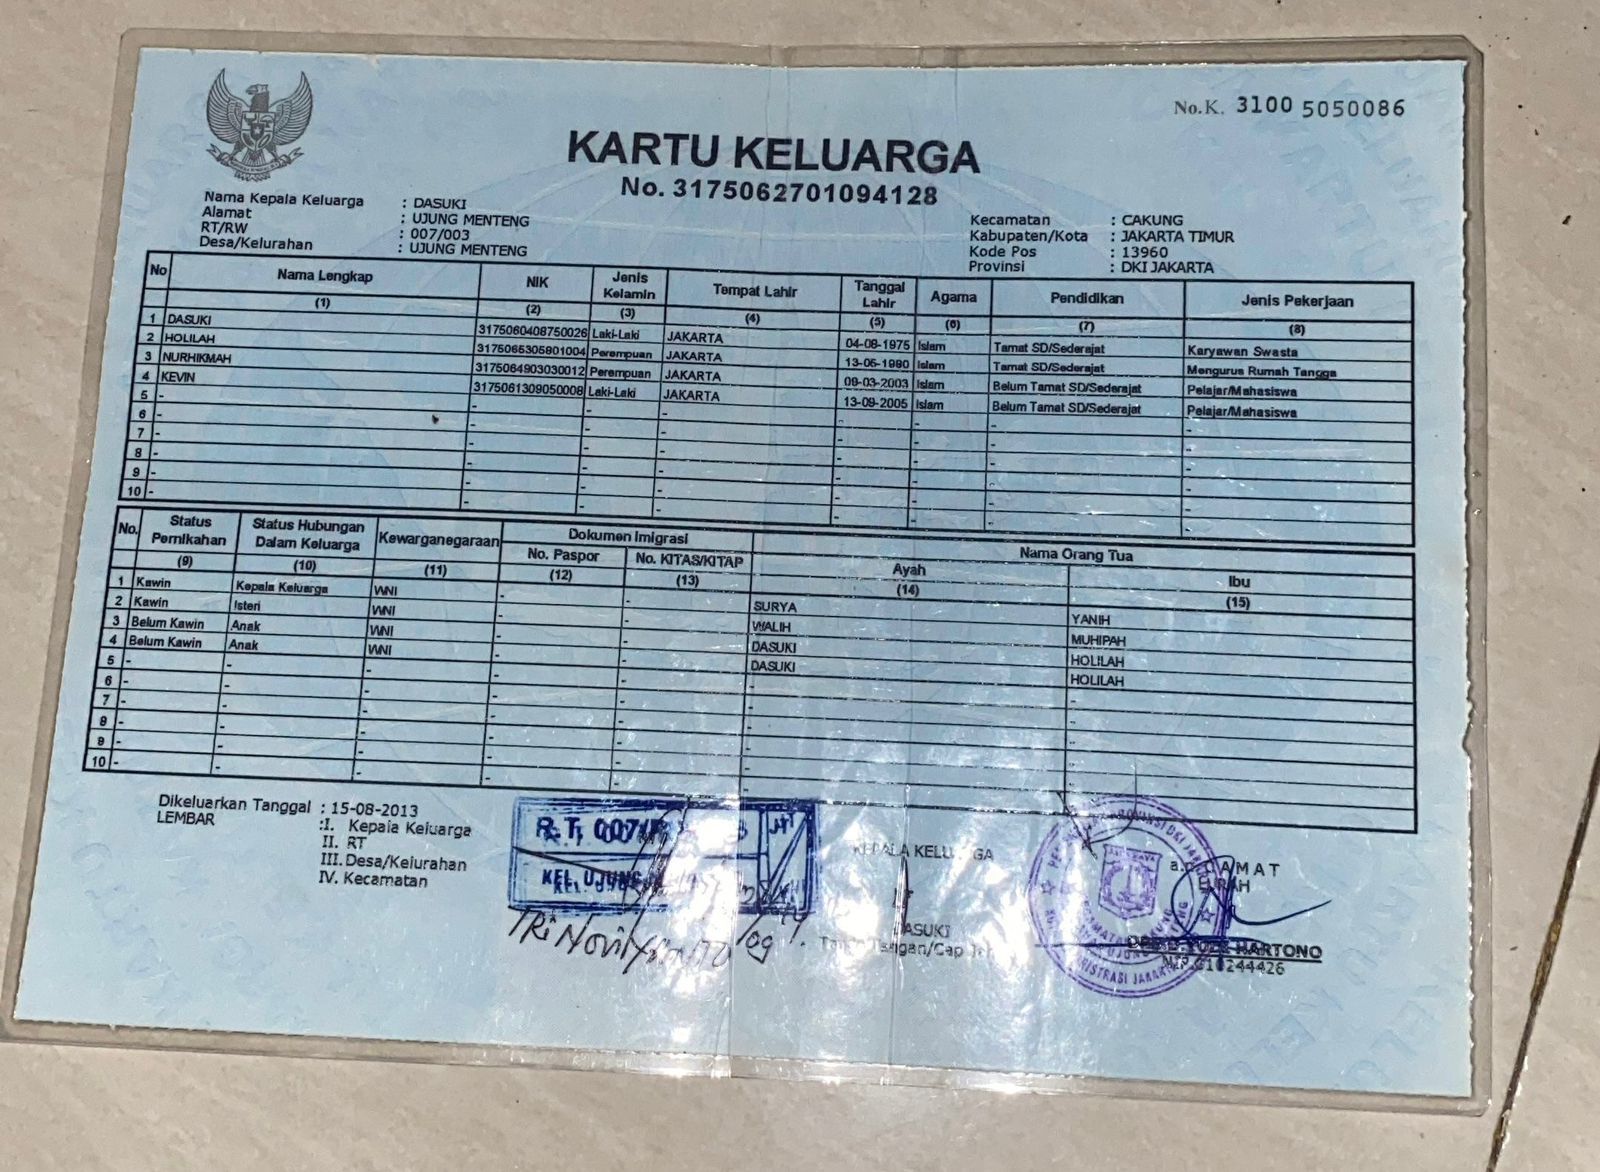 No.K. 3100 5050086
KARTU KELUARGA
No. 3175062701094128
Nama Kepala Keluarga : DASUKI
Alamat : UJUNG MENTENG
RT/RW : 007/003
Desa/Kelurahan : UJUNG MENTENG
Kecamatan : CAKUNG
Kabupaten/Kota : JAKARTA TIMUR
Kode Pos : 13960
Provinsi : DKI JAKARTA
No Nama Lengkap NIK Jenis Kelamin Tempat Lahir Tanggal Lahir Agama Pendidikan Jenis Pekerjaan
(1) (2) (3) (4) (5) (6) (7) (8)
1 DASUKI 3175060408750026 Laki-Laki JAKARTA 04-08-1975 Islam Tamat SD/Sederajat Karyawan Swasta
2 HOLILAH 3175065305801004 Perempuan JAKARTA 13-05-1980 Islam Tamat SD/Sederajat Mengurus Rumah Tangga
3 NURHIKMAH 3175064903030012 Perempuan JAKARTA 09-03-2003 Islam Belum Tamat SD/Sederajat Pelajar/Mahasiswa
4 KEVIN 3175061309050008 Laki-Laki JAKARTA 13-09-2005 Islam Belum Tamat SD/Sederajat Pelajar/Mahasiswa
5 - - - - - - - -
6 - - - - - - - -
7 - - - - - - - -
8 - - - - - - - -
9 - - - - - - - -
10 - - - - - - - -
No. Status Pernikahan Status Hubungan Dalam Keluarga Kewarganegaraan Dokumen Imigrasi Nama Orang Tua
No. Paspor No. KITAS/KITAP Ayah Ibu
(9) (10) (11) (12) (13) (14) (15)
1 Kawin Kepala Keluarga WNI - - SURYA YANIH
2 Kawin Isteri WNI - - WALIH MUHIPAH
3 Belum Kawin Anak WNI - - DASUKI HOLILAH
4 Belum Kawin Anak WNI - - DASUKI HOLILAH
5 - - - - - - -
6 - - - - - - -
7 - - - - - - -
8 - - - - - - -
9 - - - - - - -
10 - - - - - - -
Dikeluarkan Tanggal : 15-08-2013
LEMBAR :I. Kepala Keluarga
II. RT
III. Desa/Kelurahan
IV. Kecamatan
R.T. 007
KEL. UJUNG
KEPALA KELUARGA
DASUKI
Tanda Tangan/Cap
HARTONO